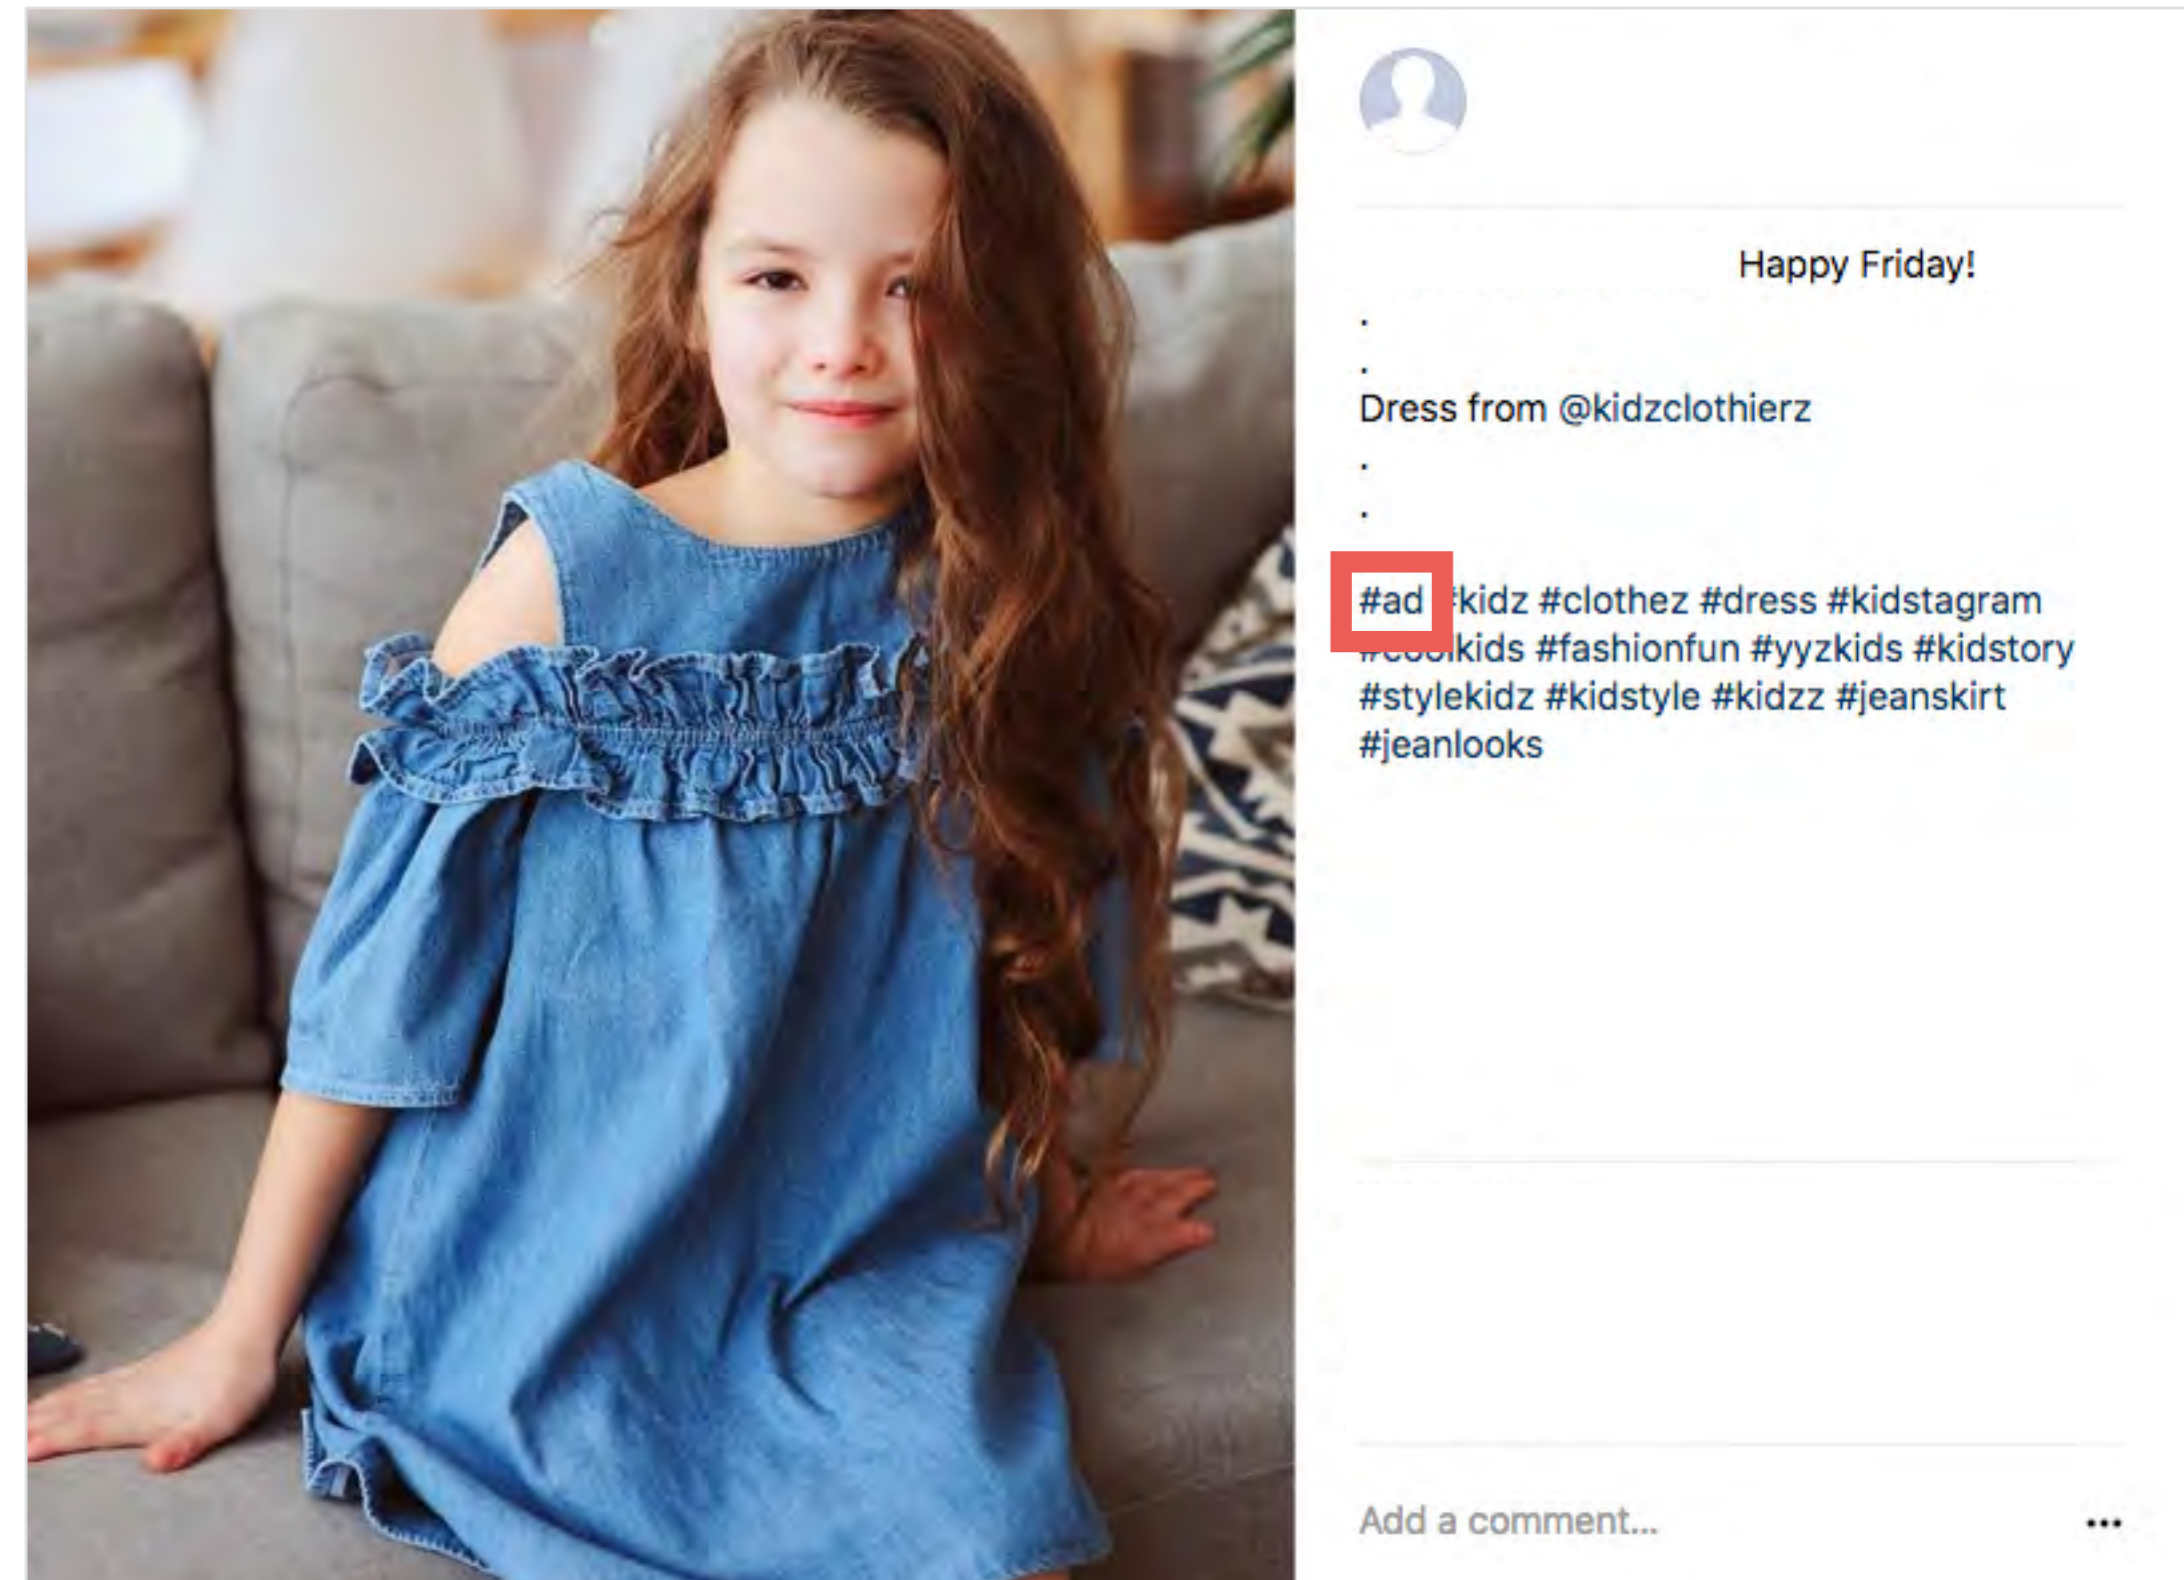 Happy Friday!
.
.
Dress from @kidzclothierz
.
.
#ad #kidz #clothez #dress #kidstagram
#coolkids #fashionfun #yyzkids #kidstory
#stylekidz #kidstyle #kidzz #jeanskirt
#jeanlooks
Add a comment...